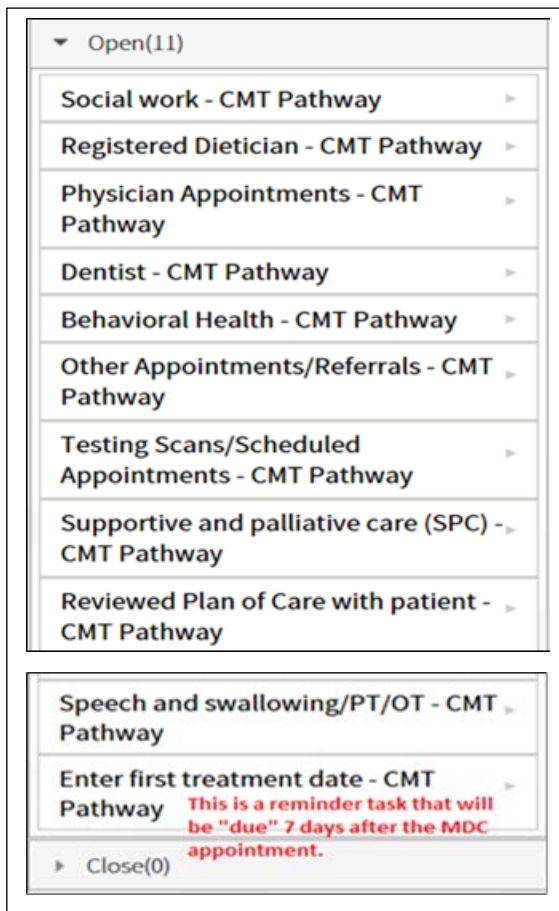 Open(11)
Social work - CMT Pathway
Registered Dietician - CMT Pathway
Physician Appointments - CMT
Pathway
Dentist - CMT Pathway
Behavioral Health - CMT Pathway
Other Appointments/Referrals - CMT
Pathway
Testing Scans/Scheduled
Appointments - CMT Pathway
Supportive and palliative care (SPC) -
CMT Pathway
Reviewed Plan of Care with patient -
CMT Pathway
Speech and swallowing/PT/OT - CMT
Pathway
Enter first treatment date - CMT
Pathway
This is a reminder task that will
be "due" 7 days after the MDC
appointment.
Close(0)